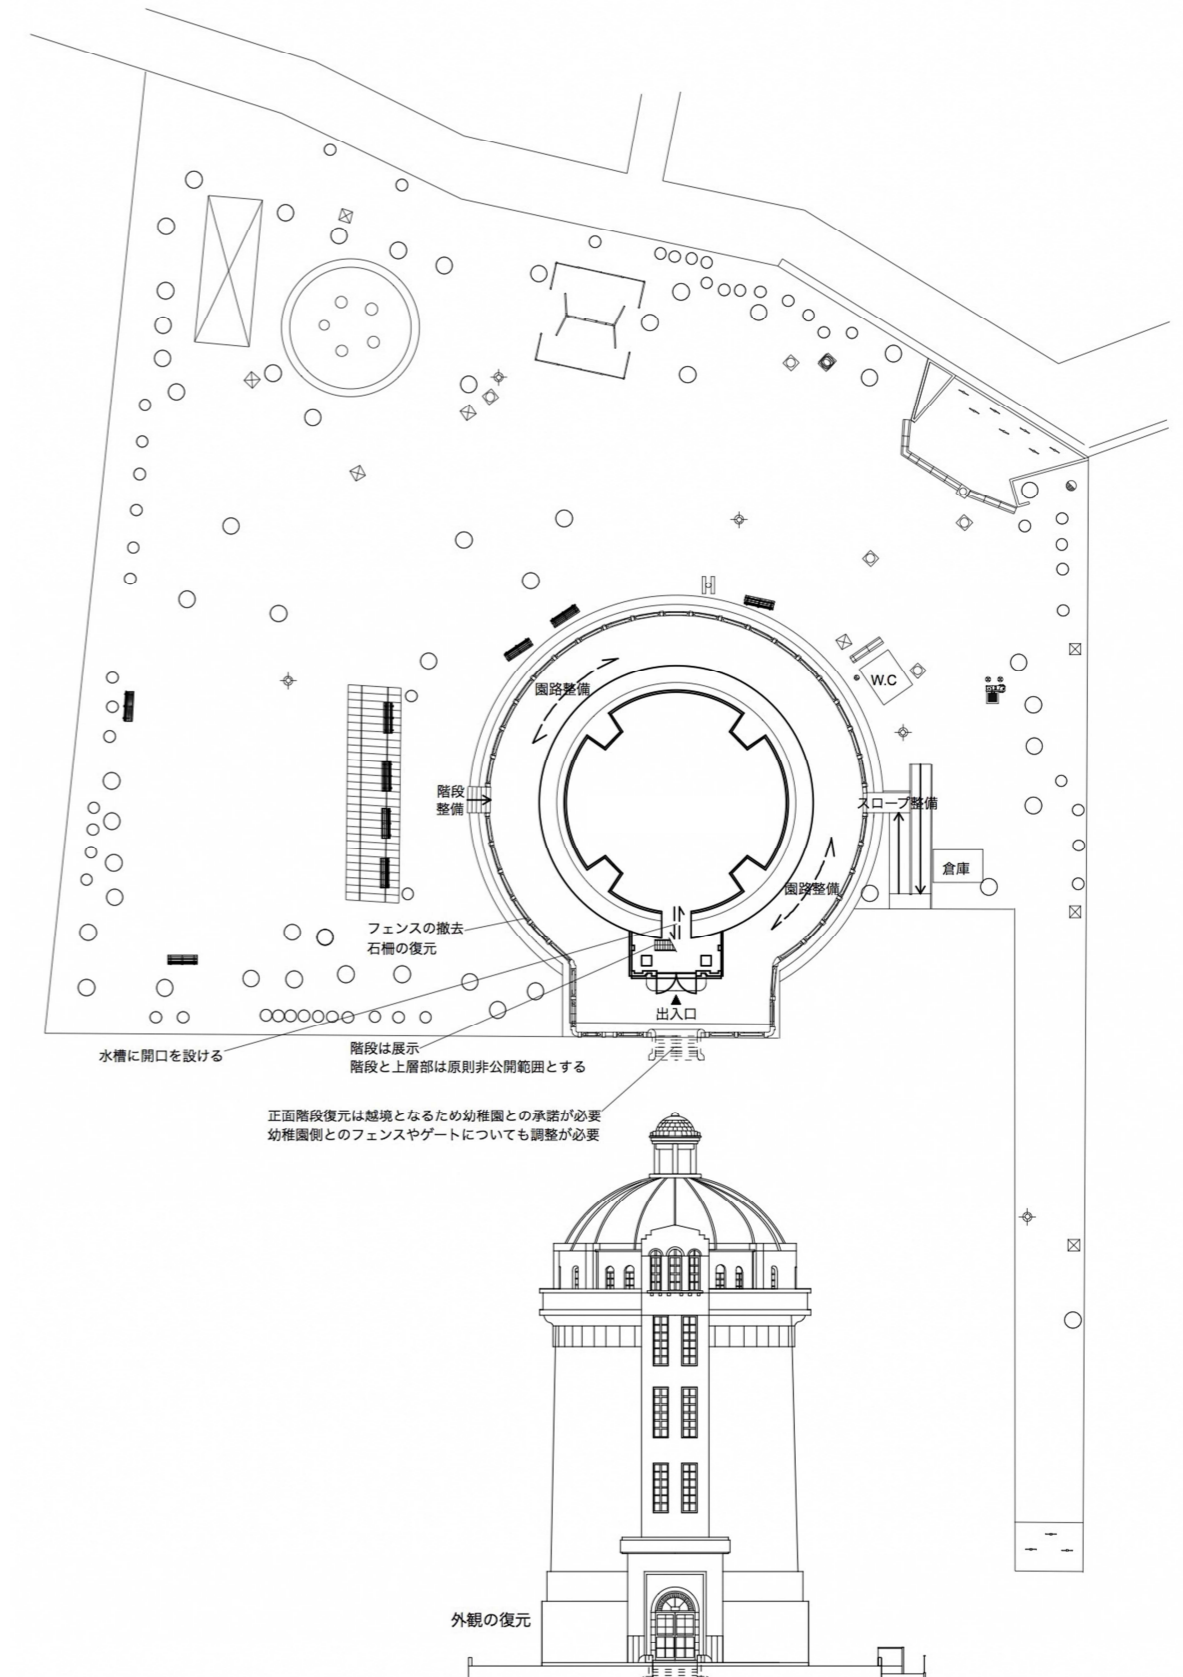 園路整備
W.C
階段
整備
スロープ整備
倉庫
園路整備
フェンスの撤去
石柵の復元
出入口
水槽に開口を設ける
階段は展示
階段と上層部は原則非公開範囲とする
正面階段復元は越境となるため幼稚園との承諾が必要
幼稚園側とのフェンスやゲートについても調整が必要
外観の復元